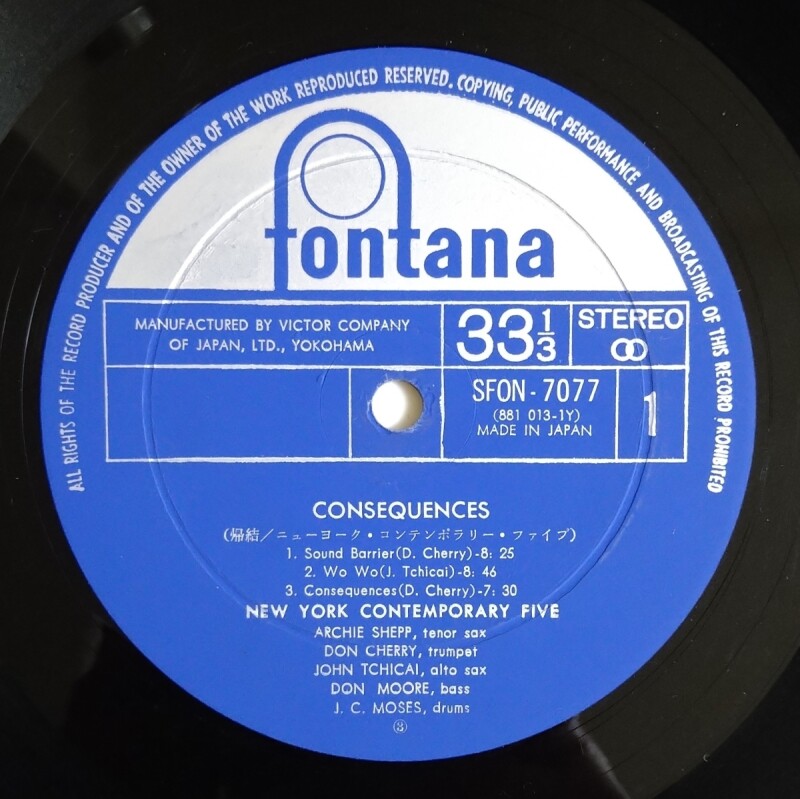 ALL RIGHTS OF THE RECORD PRODUCER AND OF THE OWNER OF THE WORK REPRODUCED RESERVED. COPYING, PUBLIC PERFORMANCE AND BROADCASTING OF THIS RECORD PROHIBITED
fontana
MANUFACTURED BY VICTOR COMPANY
OF JAPAN, LTD., YOKOHAMA
33 1/3
STEREO
SFON-7077
(881 013-1Y)
MADE IN JAPAN
1
CONSEQUENCES
(帰結/ニューヨーク・コンテンポラリー・ファイブ)
1. Sound Barrier(D. Cherry)-8: 25
2. Wo Wo(J. Tchicai)-8: 46
3. Consequences(D. Cherry)-7: 30
NEW YORK CONTEMPORARY FIVE
ARCHIE SHEPP, tenor sax
DON CHERRY, trumpet
JOHN TCHICAI, alto sax
DON MOORE, bass
J. C. MOSES, drums